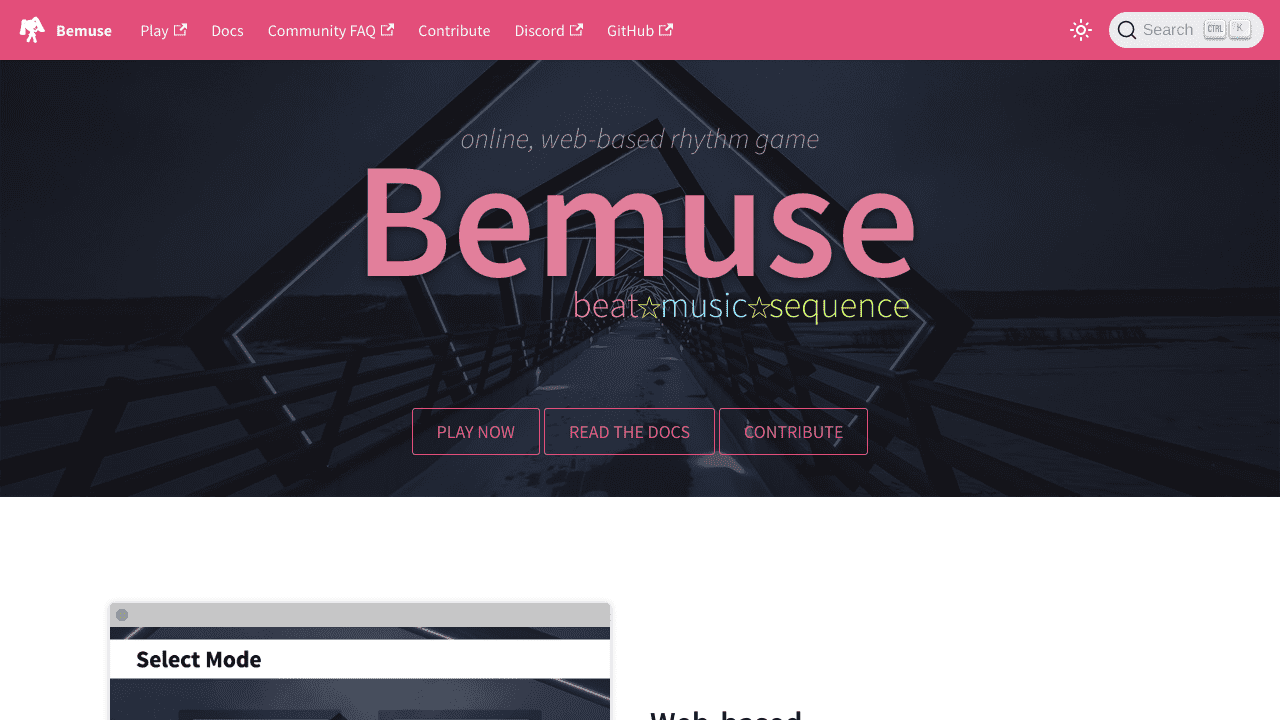 Bemuse Play Docs Community FAQ Contribute Discord GitHub Search CTRL K
online, web-based rhythm game
Bemuse
beat☆music☆sequence
PLAY NOW READ THE DOCS CONTRIBUTE
Select Mode
Web-based